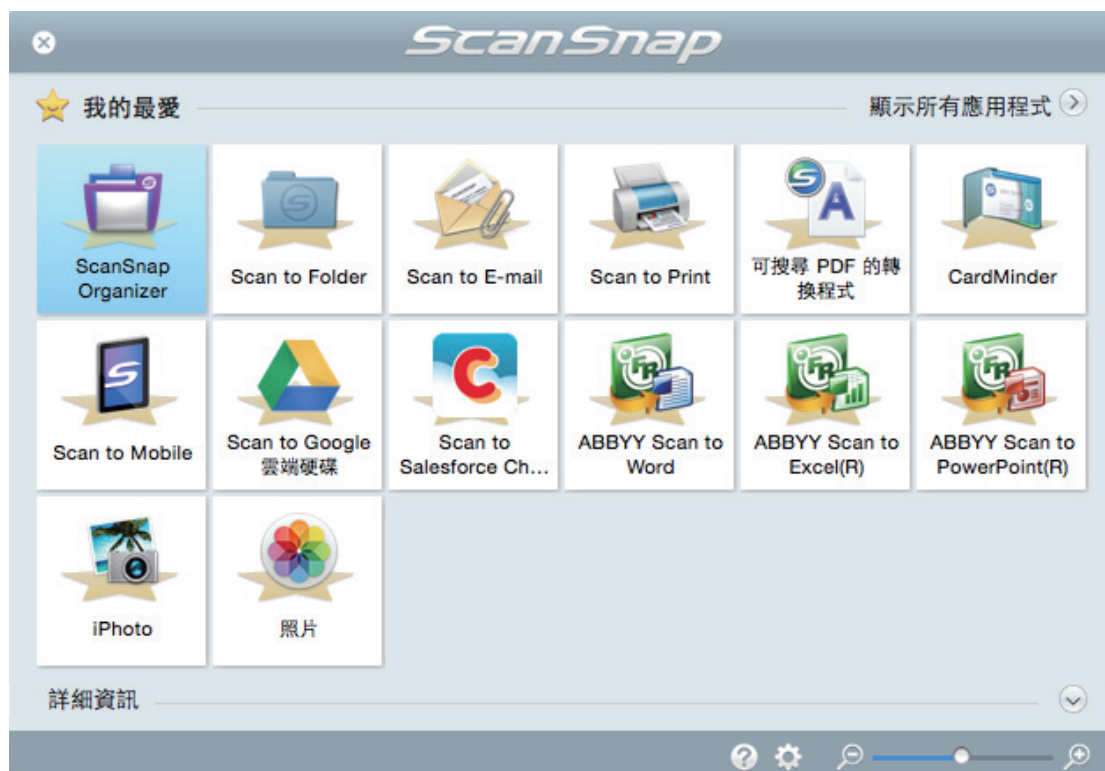 ScanSnap
我的最愛
顯示所有應用程式
ScanSnap
Organizer
Scan to Folder
Scan to E-mail
Scan to Print
可搜尋 PDF 的轉
換程式
CardMinder
Scan to Mobile
Scan to Google
雲端硬碟
Scan to
Salesforce Ch...
ABBYY Scan to
Word
ABBYY Scan to
Excel(R)
ABBYY Scan to
PowerPoint(R)
iPhoto
照片
詳細資訊